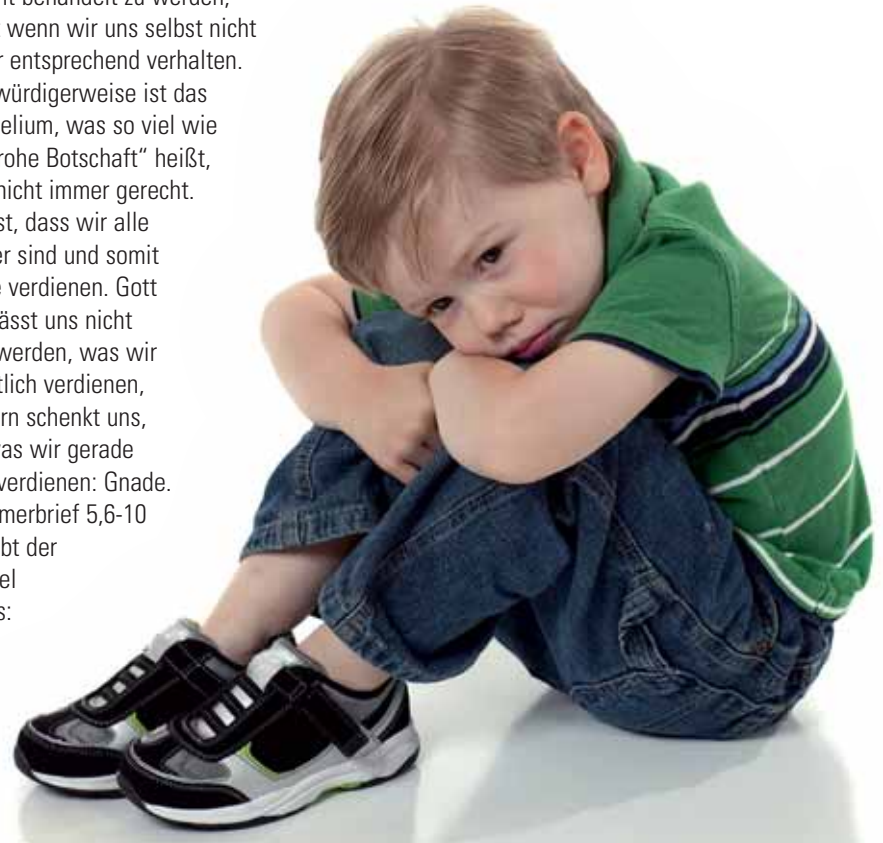 nt behandelt zu werden,
t wenn wir uns selbst nicht
r entsprechend verhalten.
würdigerweise ist das
elium, was so viel wie
rohe Botschaft“ heißt,
nicht immer gerecht.
st, dass wir alle
er sind und somit
e verdienen. Gott
ässt uns nicht
werden, was wir
tlich verdienen,
rn schenkt uns,
vas wir gerade
verdienen: Gnade.
merbrief 5,6-10
bt der
el
s: